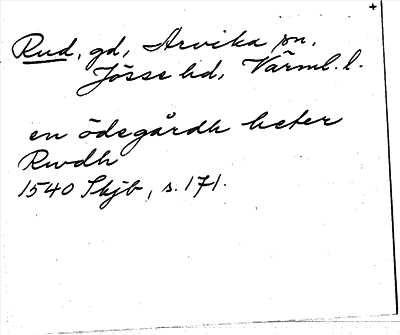 Rud, gd, Arvika sn,
Jösse hd, Värml. l.
en ödegårdh heter
Rwdh
1540 Skjb, s. 171.